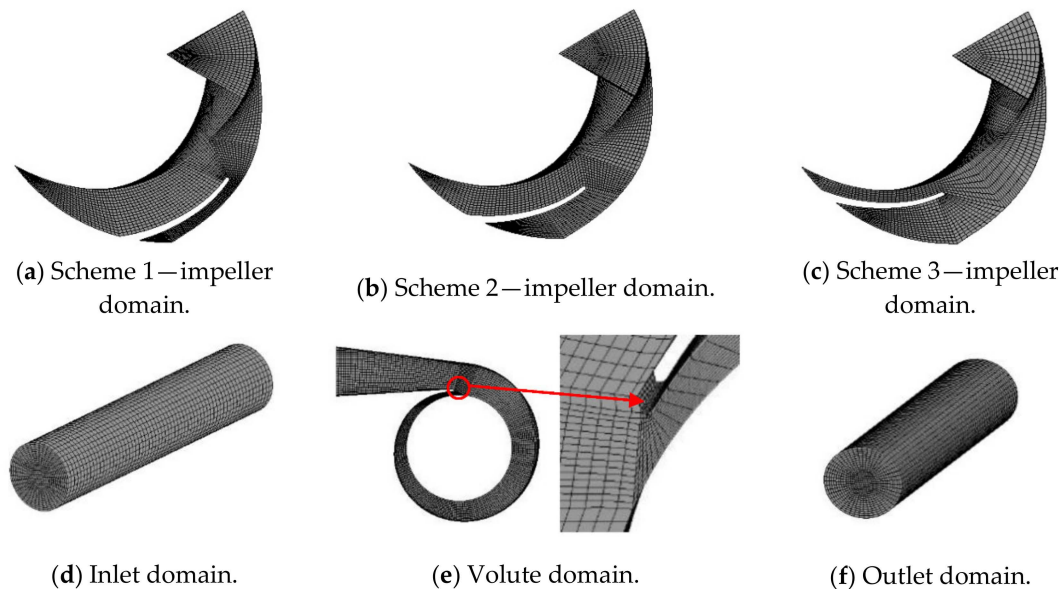 (a) Scheme 1—impeller
domain.
(b) Scheme 2—impeller domain.
(c) Scheme 3—impeller
domain.
(d) Inlet domain.
(e) Volute domain.
(f) Outlet domain.